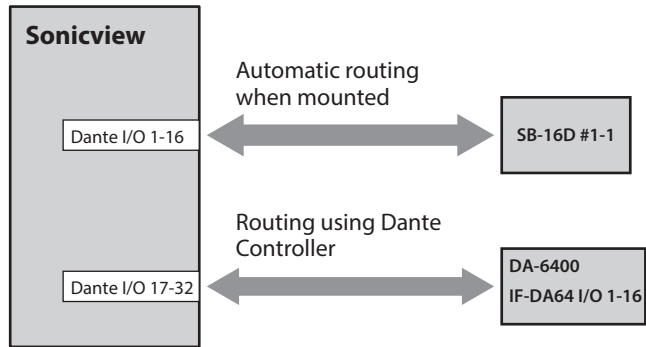 Sonicview
Automatic routing
when mounted
Dante I/O 1-16
SB-16D #1-1
Routing using Dante
Controller
Dante I/O 17-32
DA-6400
IF-DA64 I/O 1-16